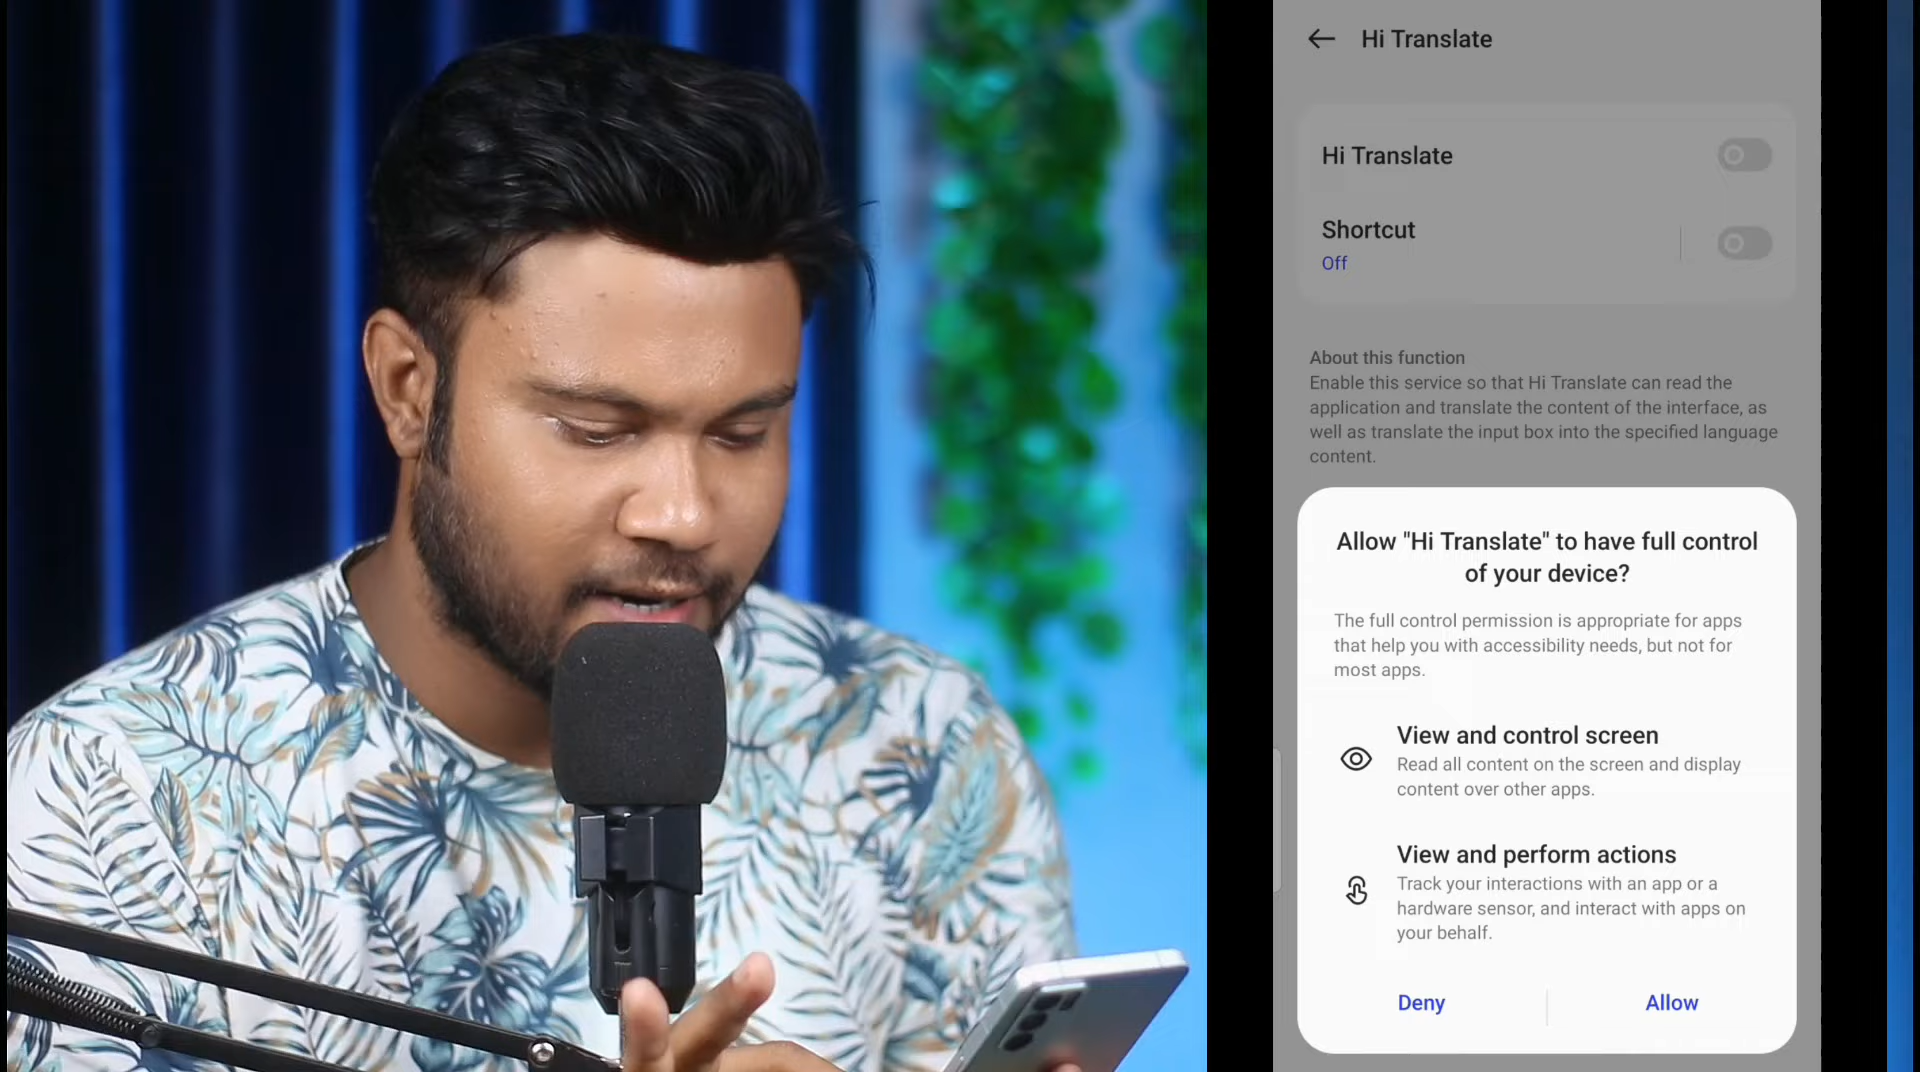 Hi Translate
Hi Translate
Shortcut
Off
About this function
Enable this service so that Hi Translate can read the
application and translate the content of the interface, as
well as translate the input box into the specified language
content.
Allow "Hi Translate" to have full control
of your device?
The full control permission is appropriate for apps
that help you with accessibility needs, but not for
most apps.
View and control screen
Read all content on the screen and display
content over other apps.
View and perform actions
Track your interactions with an app or a
hardware sensor, and interact with apps on
your behalf.
Deny
Allow